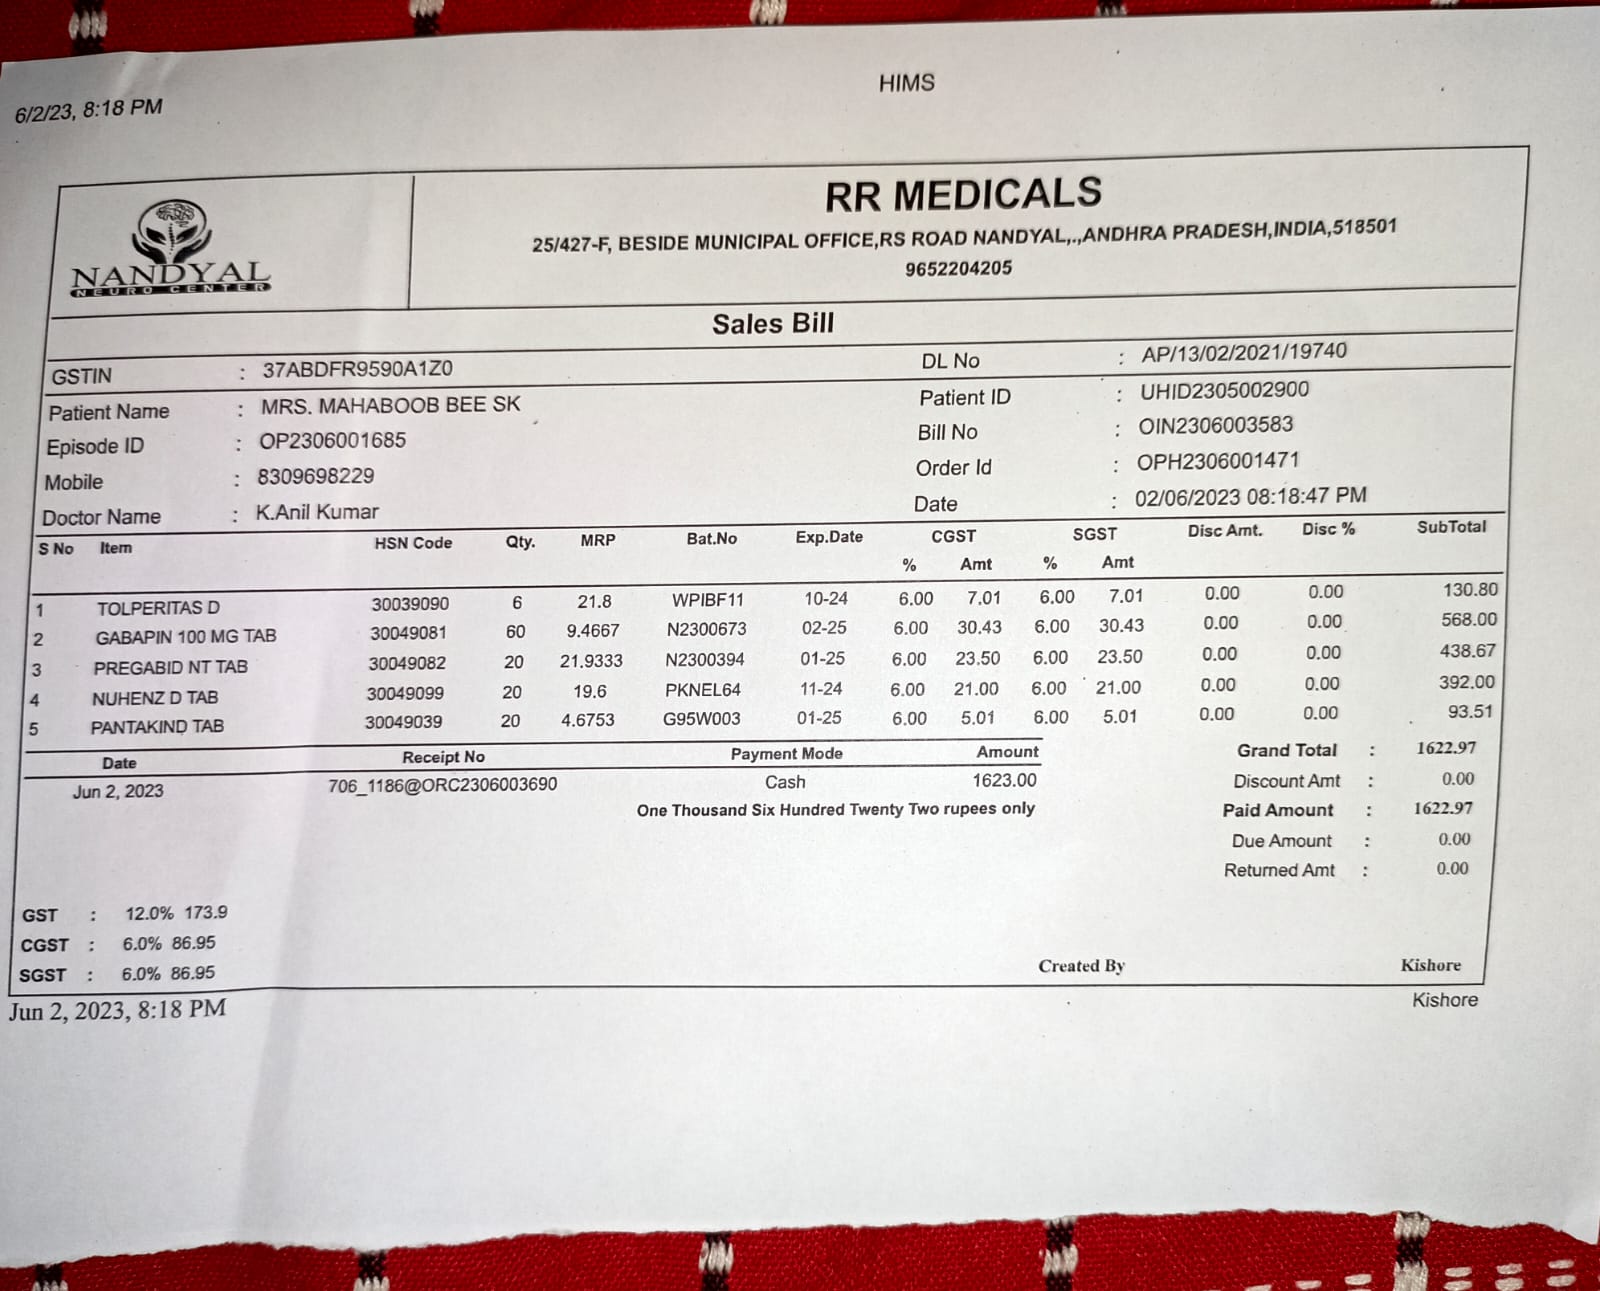 6/2/23, 8:18 PM
HIMS
NANDYAL
NEURO CENTER
RR MEDICALS
25/427-F, BESIDE MUNICIPAL OFFICE,RS ROAD NANDYAL,.,ANDHRA PRADESH,INDIA,518501
9652204205
Sales Bill
GSTIN : 37ABDFR9590A1Z0 DL No : AP/13/02/2021/19740
Patient Name : MRS. MAHABOOB BEE SK Patient ID : UHID2305002900
Episode ID : OP2306001685 Bill No : OIN2306003583
Mobile : 8309698229 Order Id : OPH2306001471
Doctor Name : K.Anil Kumar Date : 02/06/2023 08:18:47 PM
S No Item HSN Code Qty. MRP Bat.No Exp.Date CGST SGST Disc Amt. Disc % SubTotal
% Amt % Amt
1 TOLPERITAS D 30039090 6 21.8 WPIBF11 10-24 6.00 7.01 6.00 7.01 0.00 0.00 130.80
2 GABAPIN 100 MG TAB 30049081 60 9.4667 N2300673 02-25 6.00 30.43 6.00 30.43 0.00 0.00 568.00
3 PREGABID NT TAB 30049082 20 21.9333 N2300394 01-25 6.00 23.50 6.00 23.50 0.00 0.00 438.67
4 NUHENZ D TAB 30049099 20 19.6 PKNEL64 11-24 6.00 21.00 6.00 21.00 0.00 0.00 392.00
5 PANTAKIND TAB 30049039 20 4.6753 G95W003 01-25 6.00 5.01 6.00 5.01 0.00 0.00 93.51
Date Receipt No Payment Mode Amount Grand Total : 1622.97
Jun 2, 2023 706_1186@ORC2306003690 Cash 1623.00 Discount Amt : 0.00
One Thousand Six Hundred Twenty Two rupees only Paid Amount : 1622.97
Due Amount : 0.00
Returned Amt : 0.00
GST : 12.0% 173.9
CGST : 6.0% 86.95
SGST : 6.0% 86.95
Created By Kishore
Jun 2, 2023, 8:18 PM Kishore